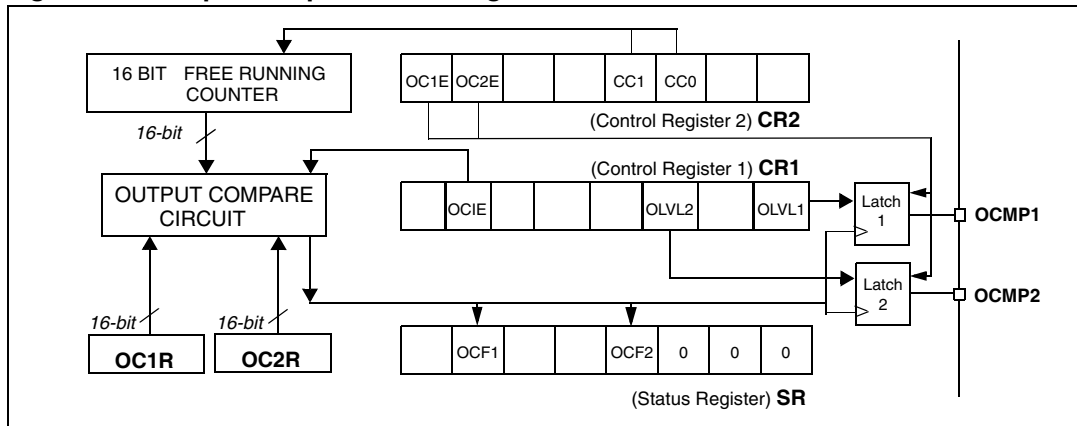 16 BIT FREE RUNNING
COUNTER
OC1E OC2E CC1 CC0
(Control Register 2) CR2
16-bit
(Control Register 1) CR1
OUTPUT COMPARE
CIRCUIT
OCIE OLVL2 OLVL1
Latch
1
OCMP1
Latch
2
OCMP2
16-bit 16-bit
OC1R OC2R
OCF1 OCF2 0 0 0
(Status Register) SR